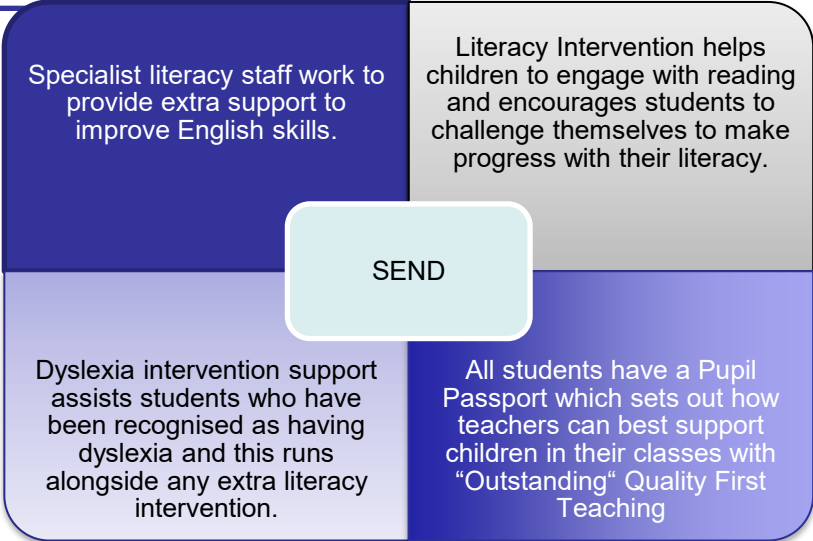 Specialist literacy staff work to
provide extra support to
improve English skills.
Literacy Intervention helps
children to engage with reading
and encourages students to
challenge themselves to make
progress with their literacy.
SEND
Dyslexia intervention support
assists students who have
been recognised as having
dyslexia and this runs
alongside any extra literacy
intervention.
All students have a Pupil
Passport which sets out how
teachers can best support
children in their classes with
“Outstanding“ Quality First
Teaching